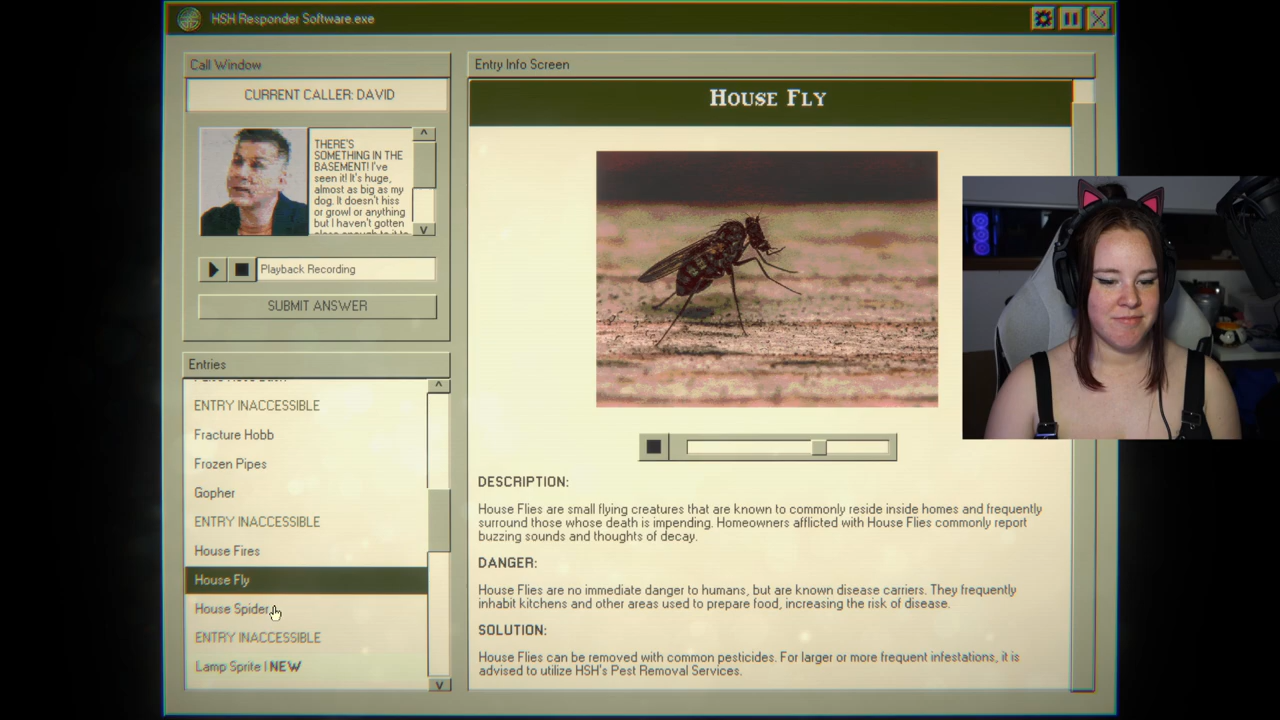 HSH Responder Software.exe
Call Window
CURRENT CALLER: DAVID
THERE'S
SOMETHING IN THE
BASEMENT! I've
seen it! It's huge,
almost as big as my
dog. It doesn't hiss
or growl or anything
but I haven't gotten
Playback Recording
SUBMIT ANSWER
Entries
ENTRY INACCESSIBLE
Fracture Hobb
Frozen Pipes
Gopher
ENTRY INACCESSIBLE
House Fires
House Fly
House Spider
ENTRY INACCESSIBLE
Lamp Sprite | NEW
Entry Info Screen
HOUSE FLY
DESCRIPTION:
House Flies are small flying creatures that are known to commonly reside inside homes and frequently
surround those whose death is impending. Homeowners afflicted with House Flies commonly report
buzzing sounds and thoughts of decay.
DANGER:
House Flies are no immediate danger to humans, but are known disease carriers. They frequently
inhabit kitchens and other areas used to prepare food, increasing the risk of disease.
SOLUTION:
House Flies can be removed with common pesticides. For larger or more frequent infestations, it is
advised to utilize HSH's Pest Removal Services.